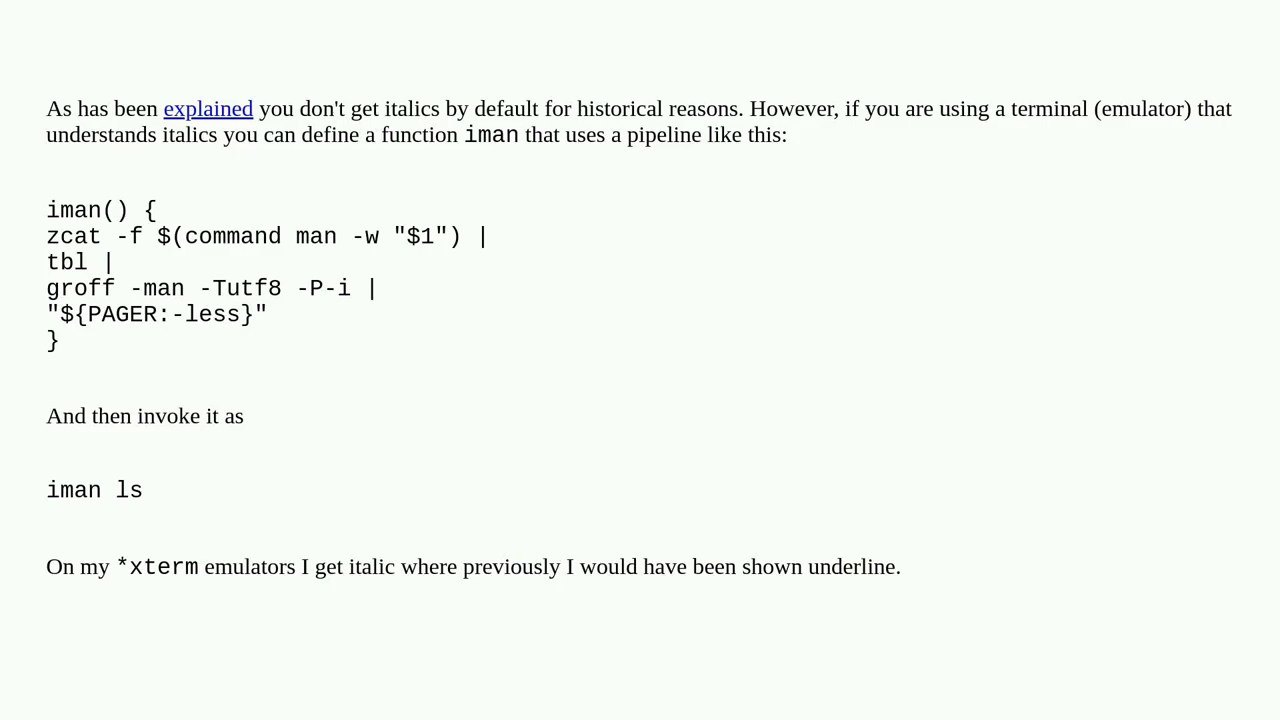 As has been explained you don't get italics by default for historical reasons. However, if you are using a terminal (emulator) that
understands italics you can define a function iman that uses a pipeline like this:
iman() {
zcat -f $(command man -w "$1") |
tbl |
groff -man -Tutf8 -P-i |
"${PAGER:-less}"
}
And then invoke it as
iman ls
On my *xterm emulators I get italic where previously I would have been shown underline.